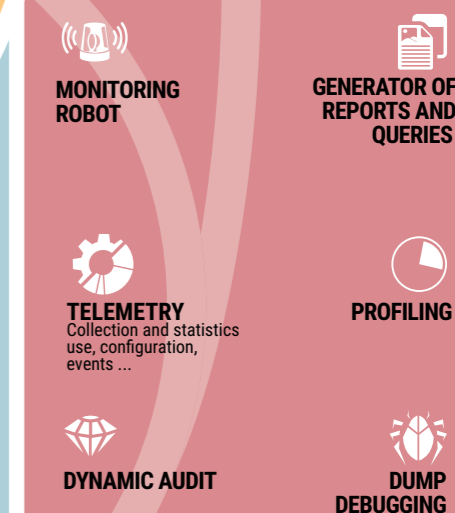 MONITORING
ROBOT
GENERATOR OF
REPORTS AND
QUERIES
TELEMETRY
Collection and statistics
use, configuration,
events ...
PROFILING
DYNAMIC AUDIT
DUMP
DEBUGGING